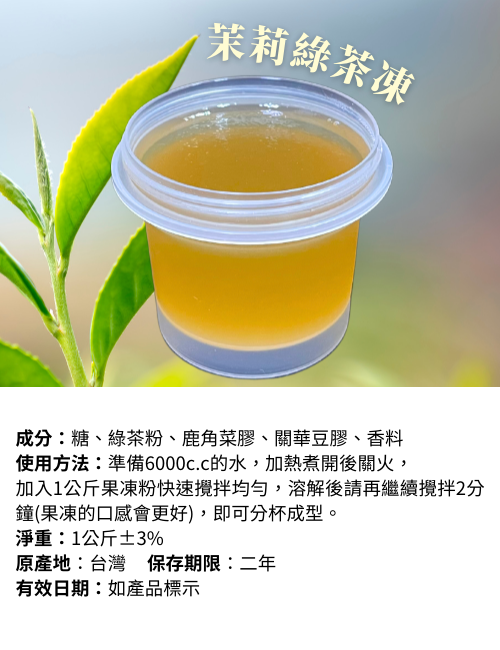 茉莉綠茶凍
成分：糖、綠茶粉、鹿角菜膠、關華豆膠、香料
使用方法：準備6000c.c的水，加熱煮開後關火，
加入1公斤果凍粉快速攪拌均勻，溶解後請再繼續攪拌2分
鐘(果凍的口感會更好)，即可分杯成型。
淨重：1公斤±3%
原產地：台灣　保存期限：二年
有效日期：如產品標示